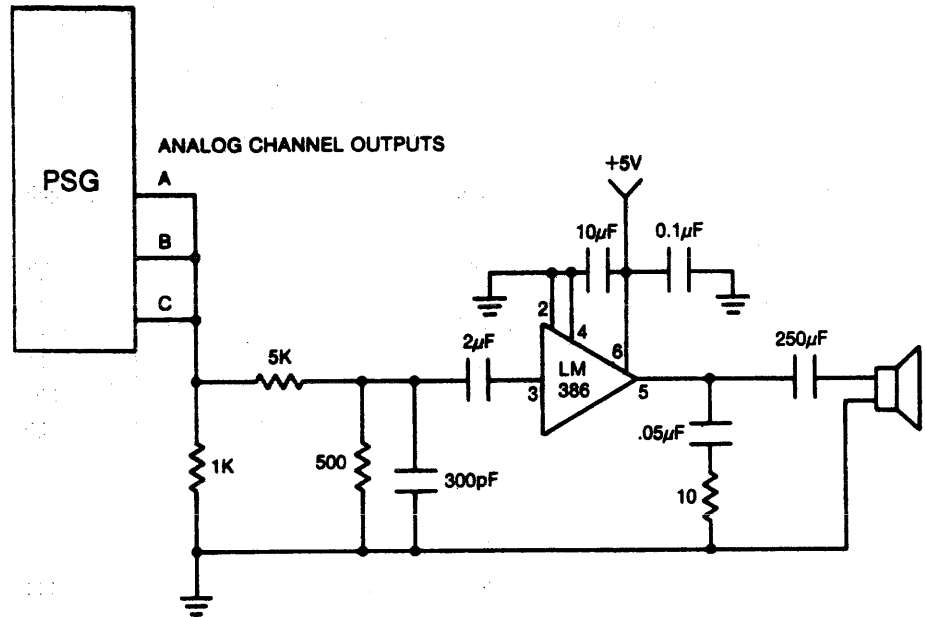 ANALOG CHANNEL OUTPUTS
PSG
A
B
C
+5V
10µF
0.1µF
2
4
6
5K
2µF
3
LM
386
5
250µF
1K
500
300pF
.05µF
10